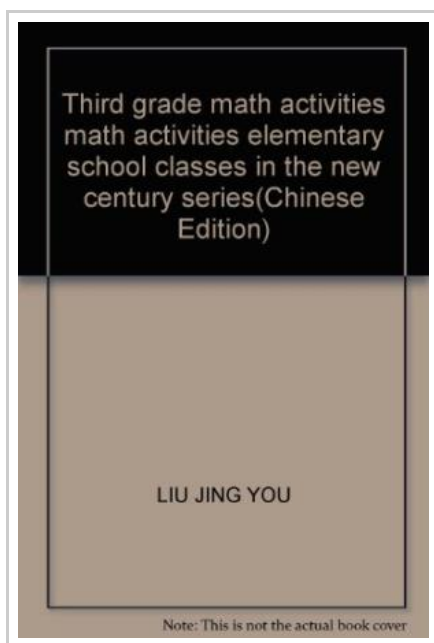 Third grade math activities
math activities elementary
school classes in the new
century series(Chinese
Edition)
LIU JING YOU
Note: This is not the actual book cover